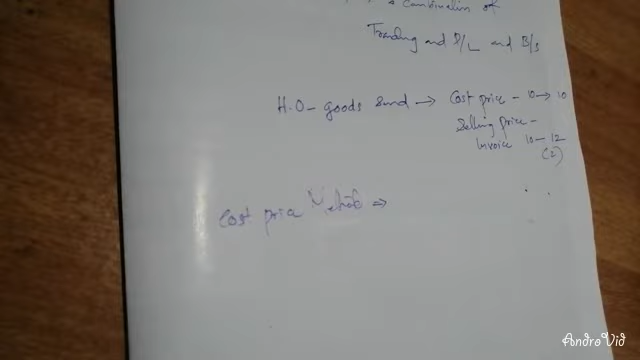 is a Combination of
Trading and P/L and B/S
H.O - goods send → Cost price - 10 → 10
Selling price -
Invoice 10 - 12
(2)
Cost price Method ⇒
AndroVid